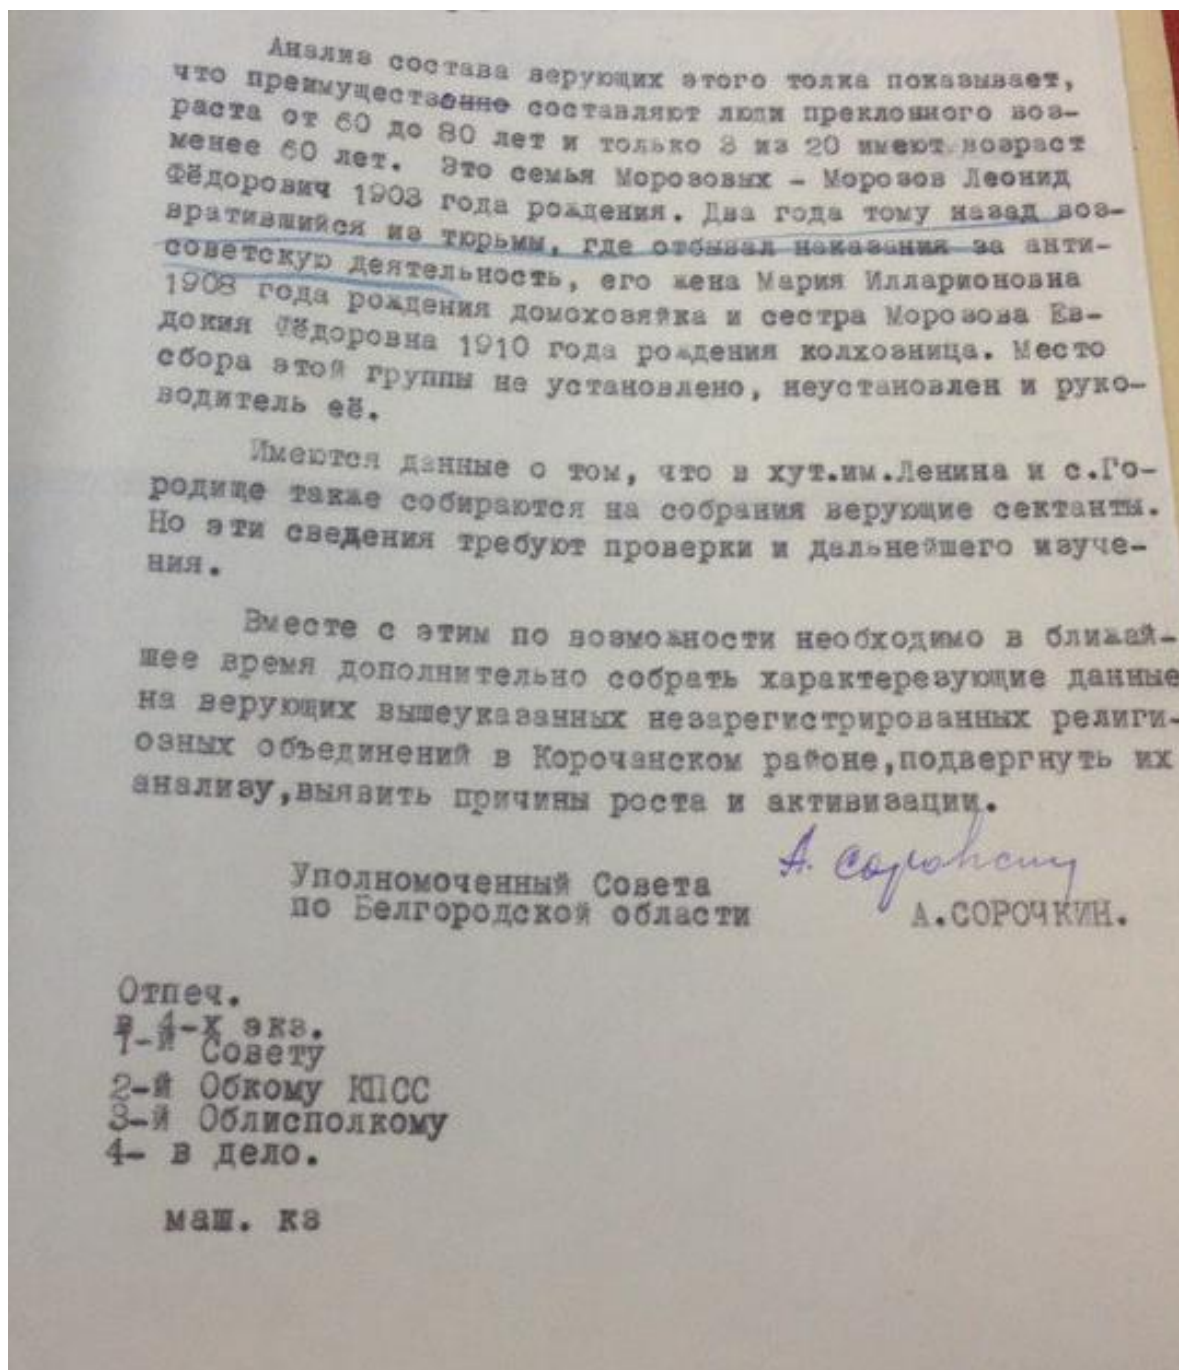 Анализ состава верующих этого толка показывает,
что преимущественно составляют люди преклонного воз-
раста от 60 до 80 лет и только 3 из 20 имеют возраст
менее 60 лет. Это семья Морозовых - Морозов Леонид
Фёдорович 1903 года рождения. Два года тому назад воз-
вратившийся из тюрьмы, где отбывал наказания за анти-
советскую деятельность, его жена Мария Илларионовна
1908 года рождения домохозяйка и сестра Морозова Ев-
докия Фёдоровна 1910 года рождения колхозница. Место
сбора этой группы не установлено, неустановлен и руко-
водитель её.
Имеются данные о том, что в хут.им.Ленина и с.Го-
родище также собираются на собрания верующие сектанты.
Но эти сведения требуют проверки и дальнейшего изуче-
ния.
Вместе с этим по возможности необходимо в ближай-
шее время дополнительно собрать характерезующие данные
на верующих вышеуказанных незарегистрированных религи-
озных объединений в Корочанском районе,подвергнуть их
анализу,выявить причины роста и активизации.
Уполномоченный Совета
по Белгородской области А.СОРОЧКИН.
Отпеч.
в 4-х экз.
1-й Совету
2-й Обкому КПСС
3-й Облисполкому
4- в дело.
маш. кз